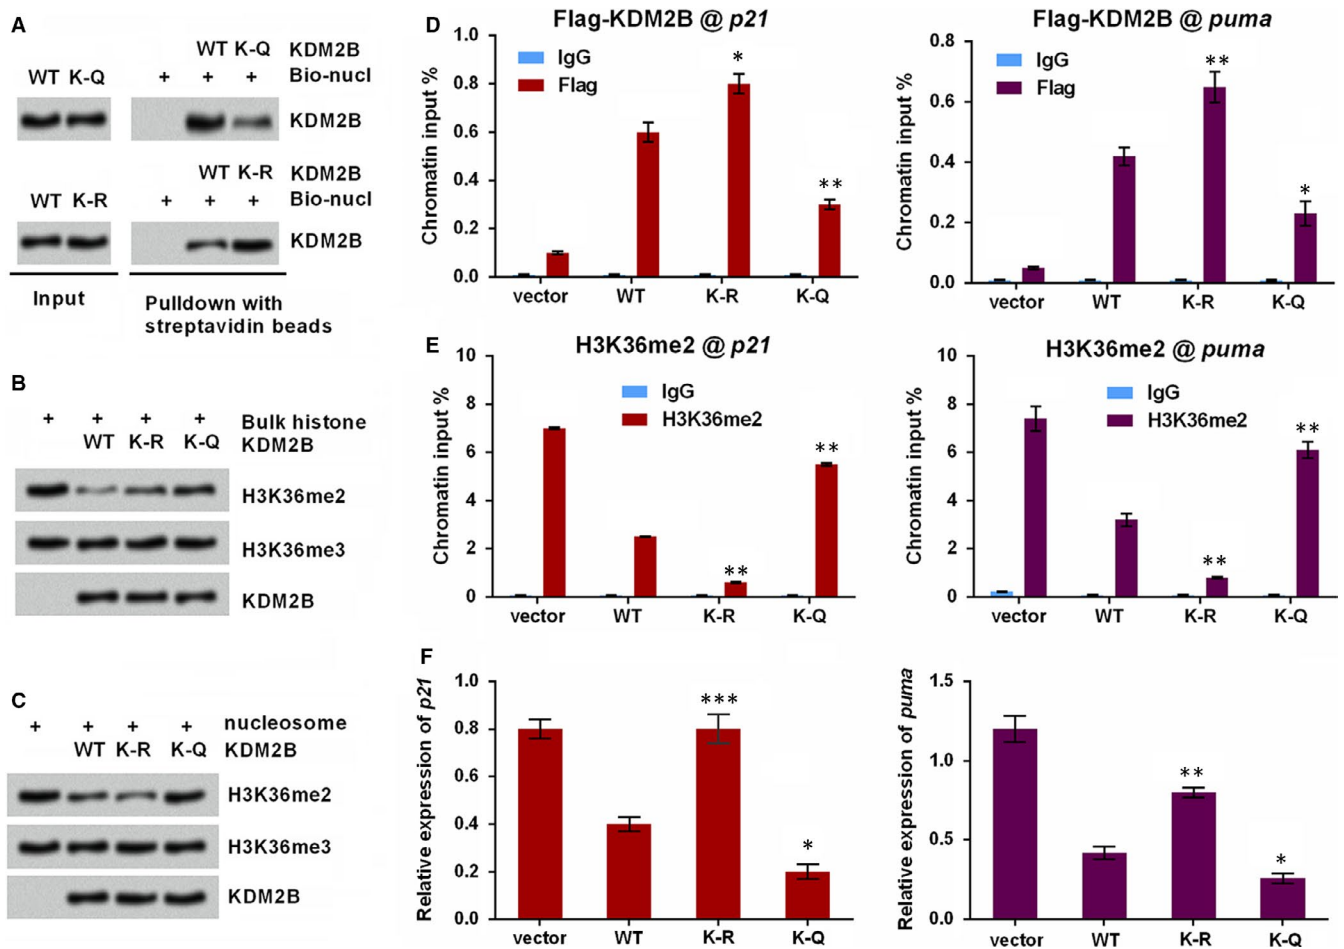 A
WT K-Q KDM2B
WT K-Q + + + Bio-nucl
KDM2B
WT K-R KDM2B
WT K-R + + + Bio-nucl
KDM2B
Input
Pulldown with
streptavidin beads
B
+ + + + Bulk histone
WT K-R K-Q KDM2B
H3K36me2
H3K36me3
KDM2B
C
+ + + + nucleosome
WT K-R K-Q KDM2B
H3K36me2
H3K36me3
KDM2B
D
Flag-KDM2B @ p21
Chromatin input %
1.0
0.8
0.6
0.4
0.2
0.0
IgG
Flag
*
**
vector WT K-R K-Q
Flag-KDM2B @ puma
Chromatin input %
0.8
0.6
0.4
0.2
0.0
IgG
Flag
**
*
vector WT K-R K-Q
E
H3K36me2 @ p21
Chromatin input %
10
8
6
4
2
0
IgG
H3K36me2
**
**
vector WT K-R K-Q
H3K36me2 @ puma
Chromatin input %
10
8
6
4
2
0
IgG
H3K36me2
**
**
vector WT K-R K-Q
F
Relative expression of p21
0.8
0.8
0.4
0.2
0.0
***
*
vector WT K-R K-Q
Relative expression of puma
1.5
1.0
0.5
0.0
**
*
vector WT K-R K-Q